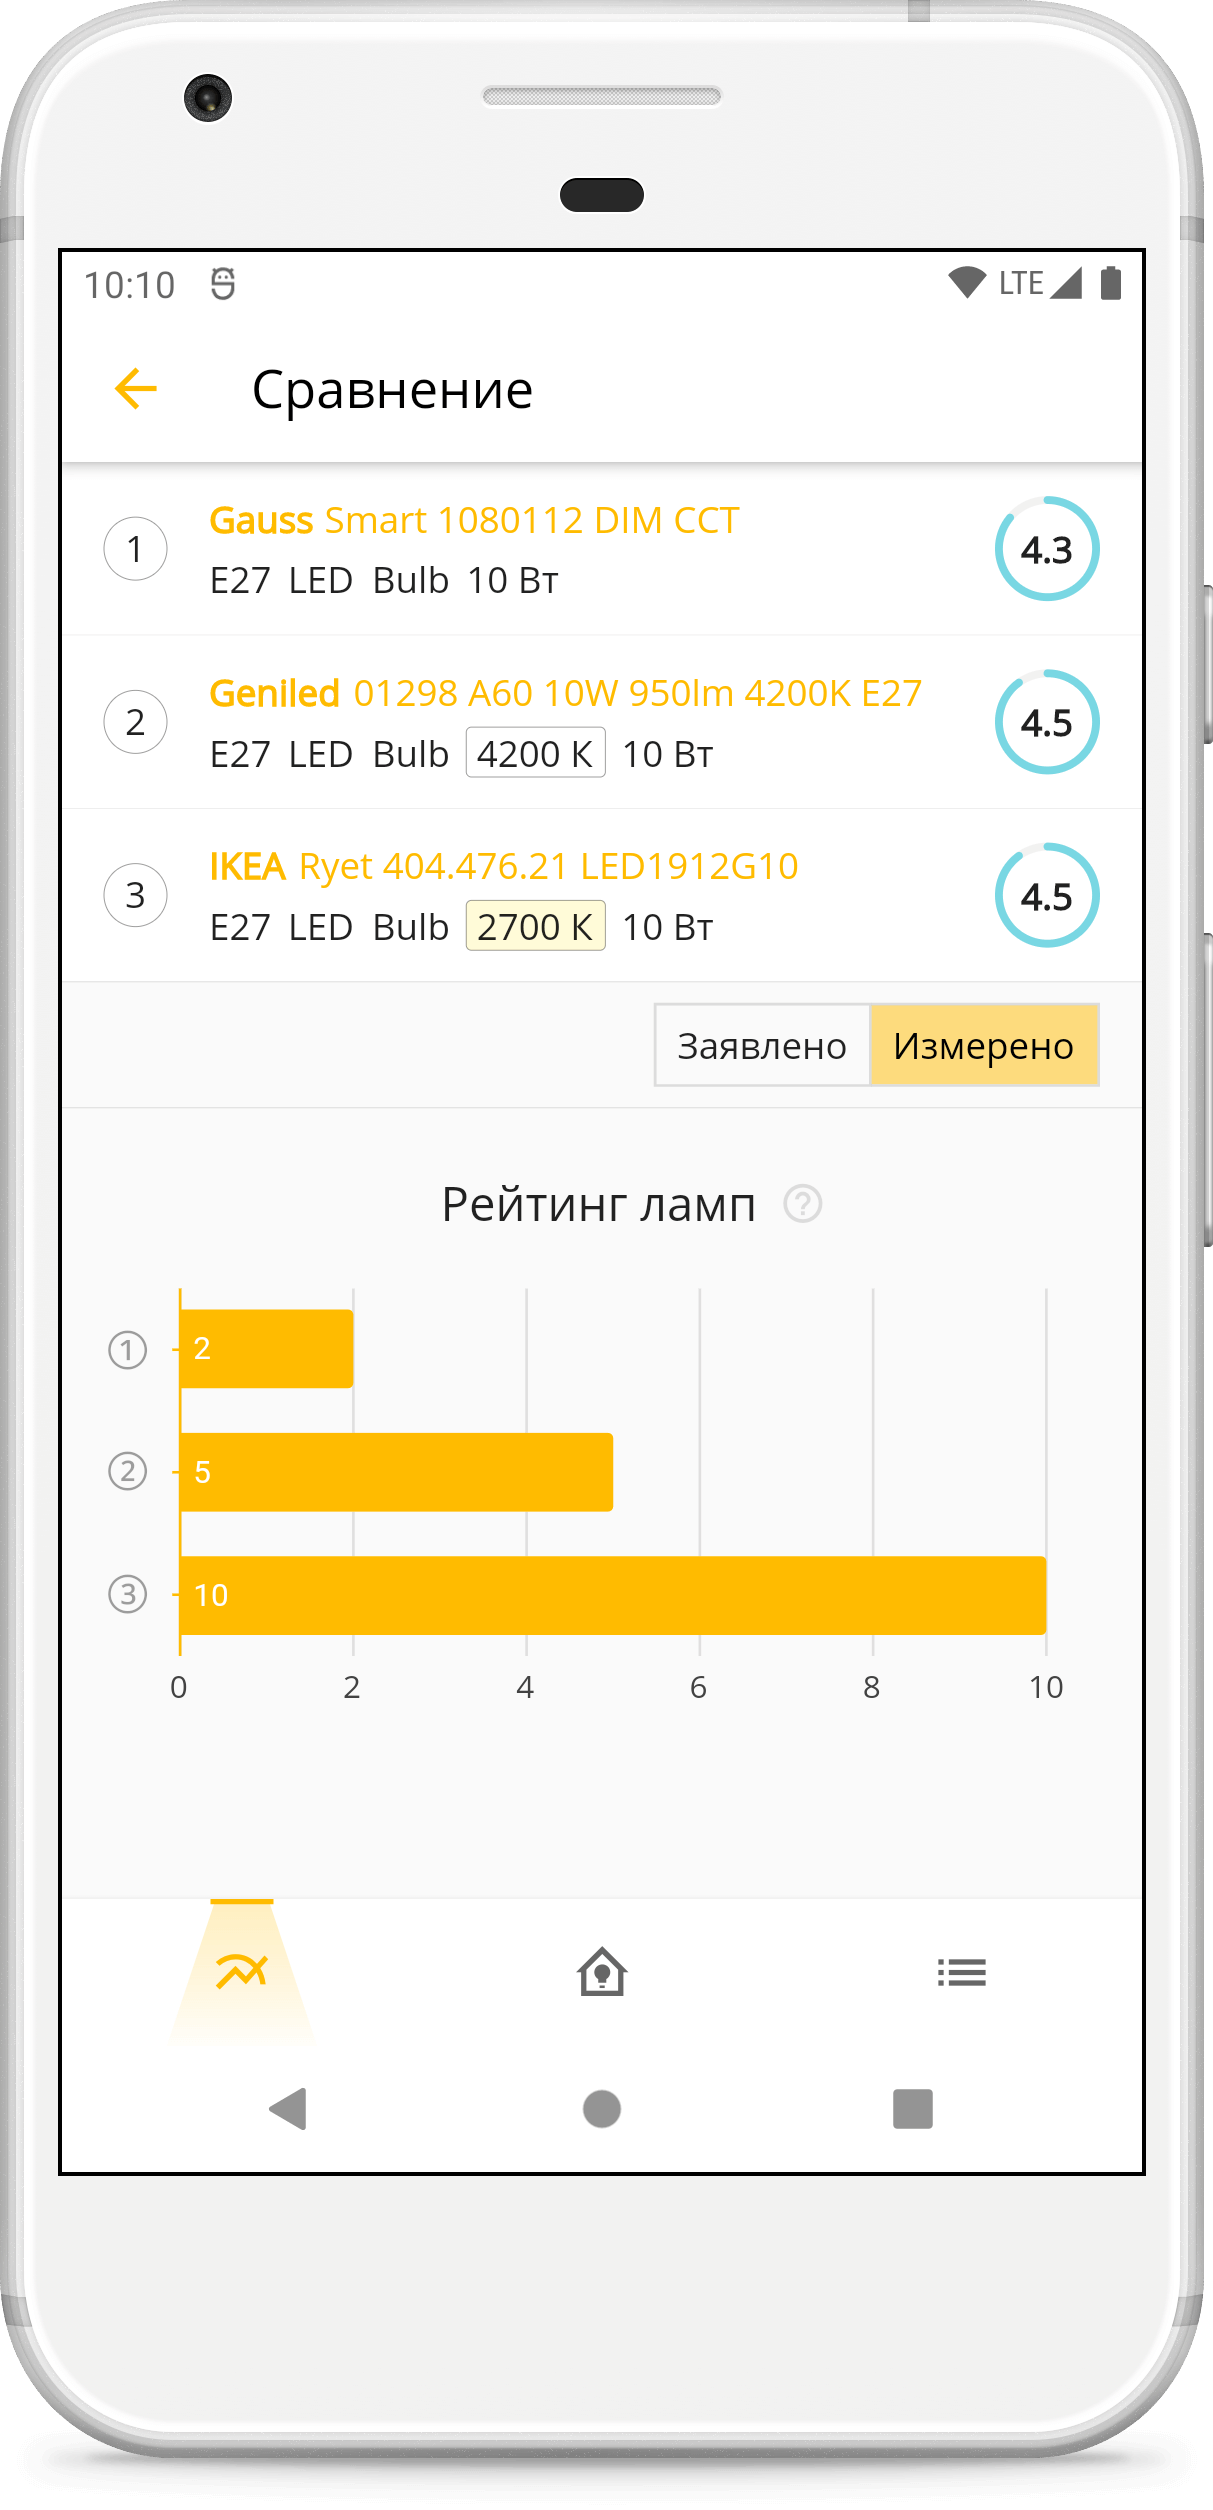 10:10 LTE
Сравнение
1 Gauss Smart 1080112 DIM CCT 4.3
E27 LED Bulb 10 Вт
2 Geniled 01298 A60 10W 950lm 4200K E27 4.5
E27 LED Bulb 4200 К 10 Вт
3 IKEA Ryet 404.476.21 LED1912G10 4.5
E27 LED Bulb 2700 К 10 Вт
Заявлено Измерено
Рейтинг ламп ?
1 2
2 5
3 10
0 2 4 6 8 10